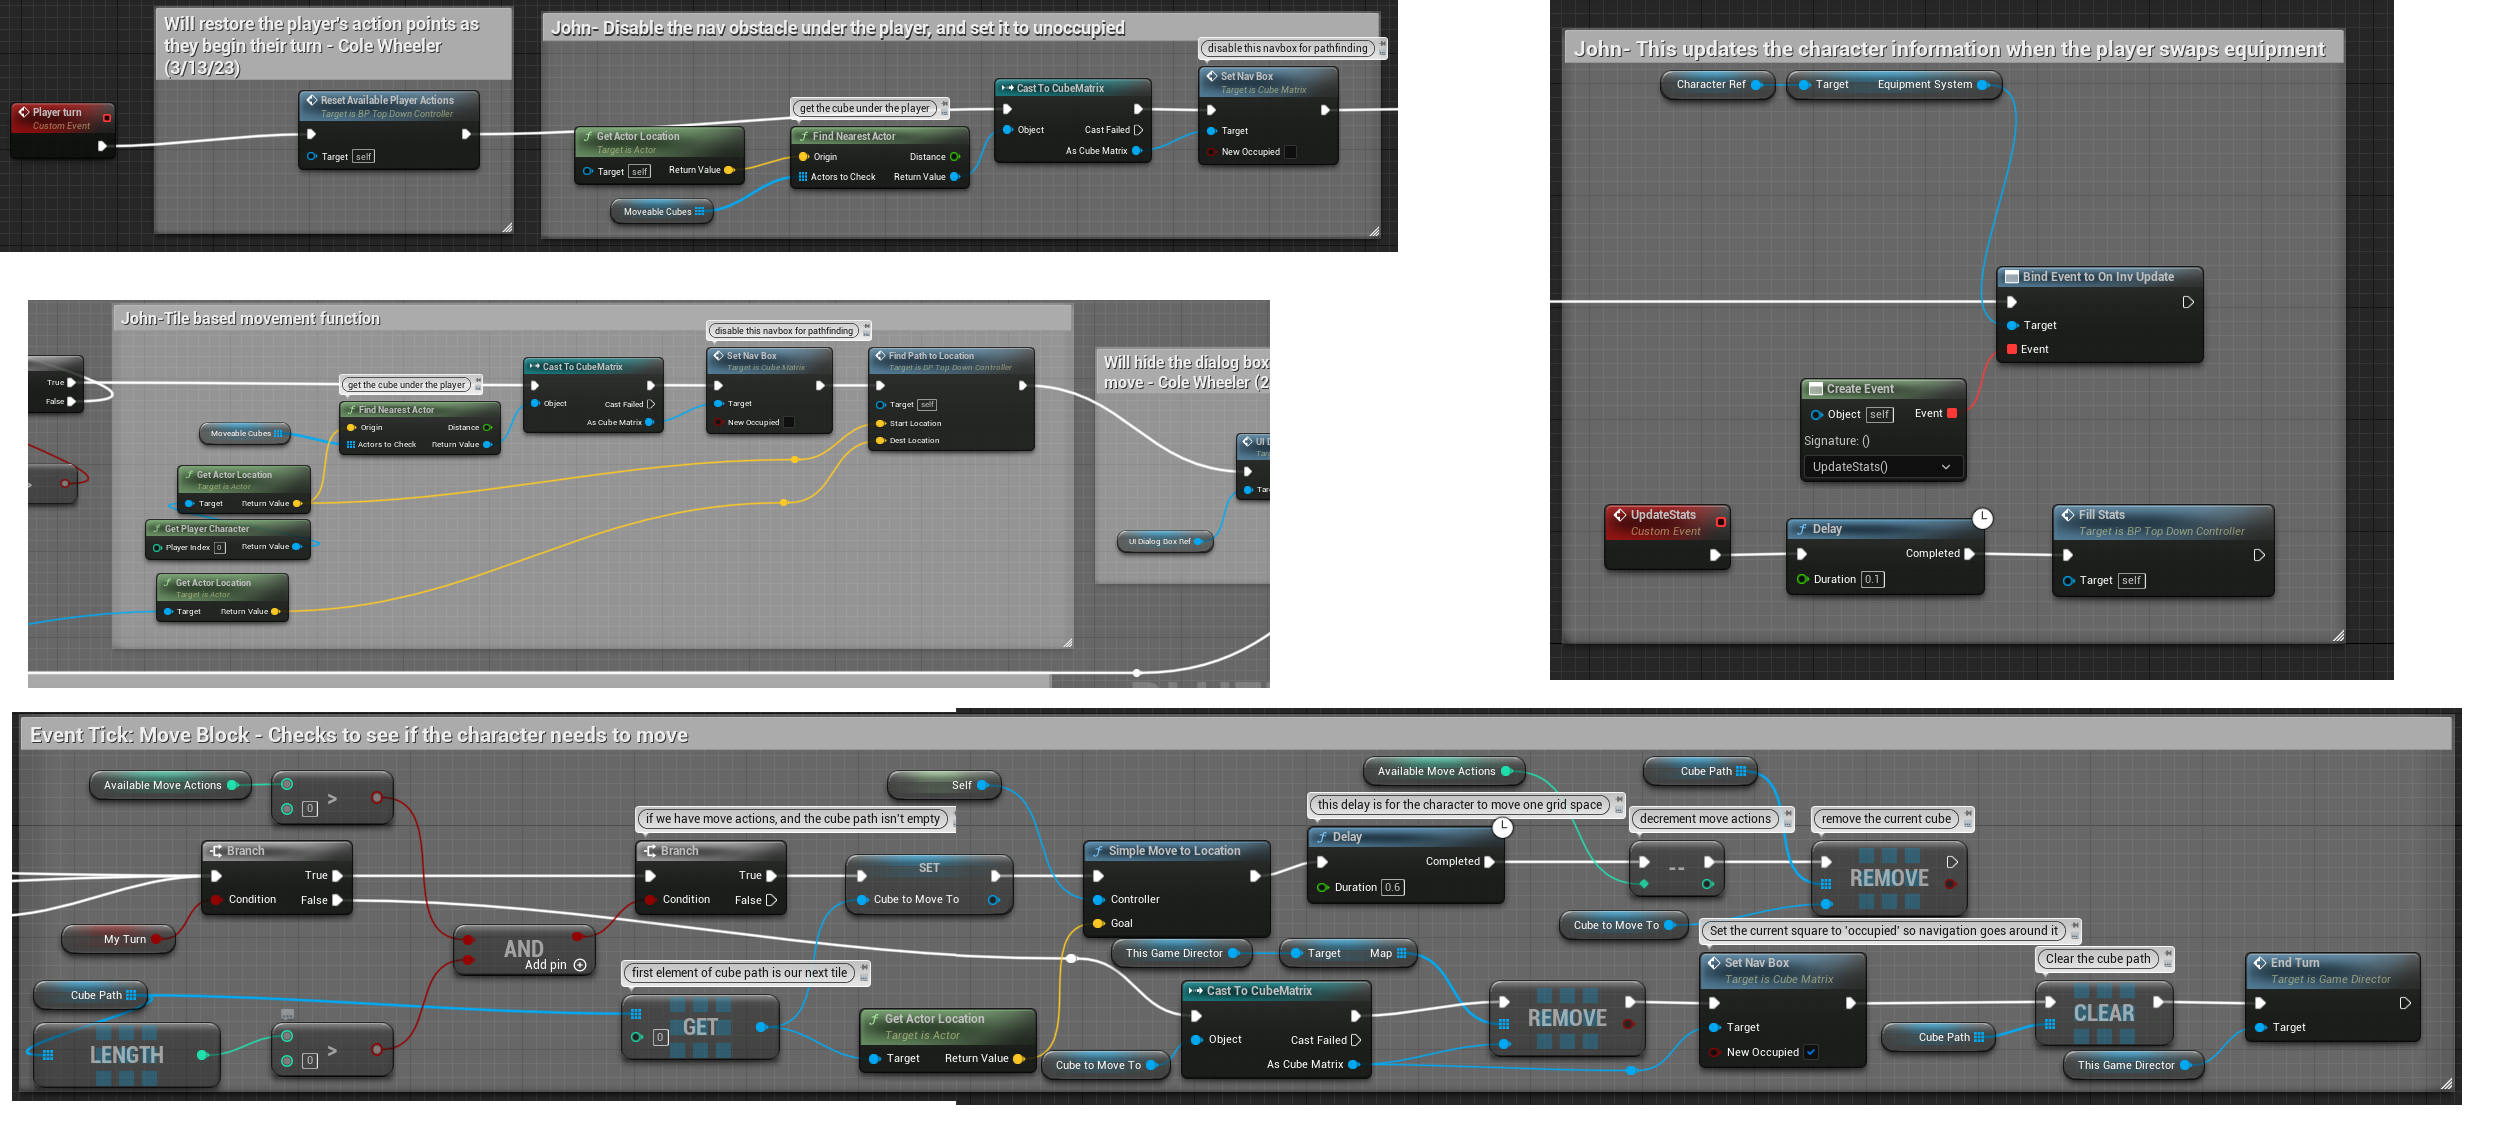 Will restore the player's action points as
they begin their turn - Cole Wheeler
(3/13/23)
Player turn
Custom Event
Reset Available Player Actions
Target is BP Top Down Controller
Target self
John- Disable the nav obstacle under the player, and set it to unoccupied
disable this navbox for pathfinding
get the cube under the player
Get Actor Location
Target is Actor
Target self
Return Value
Moveable Cubes
Find Nearest Actor
Origin
Distance
Actors to Check
Return Value
Cast To CubeMatrix
Object
Cast Failed
As Cube Matrix
Set Nav Box
Target is Cube Matrix
Target
New Occupied
John- This updates the character information when the player swaps equipment
Character Ref
Target
Equipment System
Bind Event to On Inv Update
Target
Event
Create Event
Object self
Event
Signature: ()
UpdateStats()
UpdateStats
Custom Event
Delay
Completed
Duration 0.1
Fill Stats
Target is BP Top Down Controller
Target self
John-Tile based movement function
True
False
get the cube under the player
Moveable Cubes
Find Nearest Actor
Origin
Distance
Actors to Check
Return Value
Get Actor Location
Target is Actor
Target
Return Value
Get Player Character
Player Index 0
Return Value
Get Actor Location
Target is Actor
Target
Return Value
Cast To CubeMatrix
Object
Cast Failed
As Cube Matrix
disable this navbox for pathfinding
Set Nav Box
Target is Cube Matrix
Target
New Occupied
Find Path to Location
Target is BP Top Down Controller
Target self
Start Location
Dest Location
Will hide the dialog box
move - Cole Wheeler (2
UI D
Tar
UI Dialog Box Ref
Event Tick: Move Block - Checks to see if the character needs to move
Available Move Actions
0
>
Branch
Condition
True
False
My Turn
Cube Path
LENGTH
0
>
AND
Add pin
if we have move actions, and the cube path isn't empty
Branch
Condition
True
False
first element of cube path is our next tile
0
GET
Self
SET
Cube to Move To
Get Actor Location
Target is Actor
Target
Return Value
Simple Move to Location
Controller
Goal
this delay is for the character to move one grid space
Delay
Completed
Duration 0.6
Available Move Actions
decrement move actions
--
Cube Path
remove the current cube
REMOVE
Cube to Move To
This Game Director
Target
Map
Cube to Move To
Cast To CubeMatrix
Object
Cast Failed
As Cube Matrix
REMOVE
Set the current square to 'occupied' so navigation goes around it
Set Nav Box
Target is Cube Matrix
Target
New Occupied
Clear the cube path
Cube Path
CLEAR
This Game Director
End Turn
Target is Game Director
Target